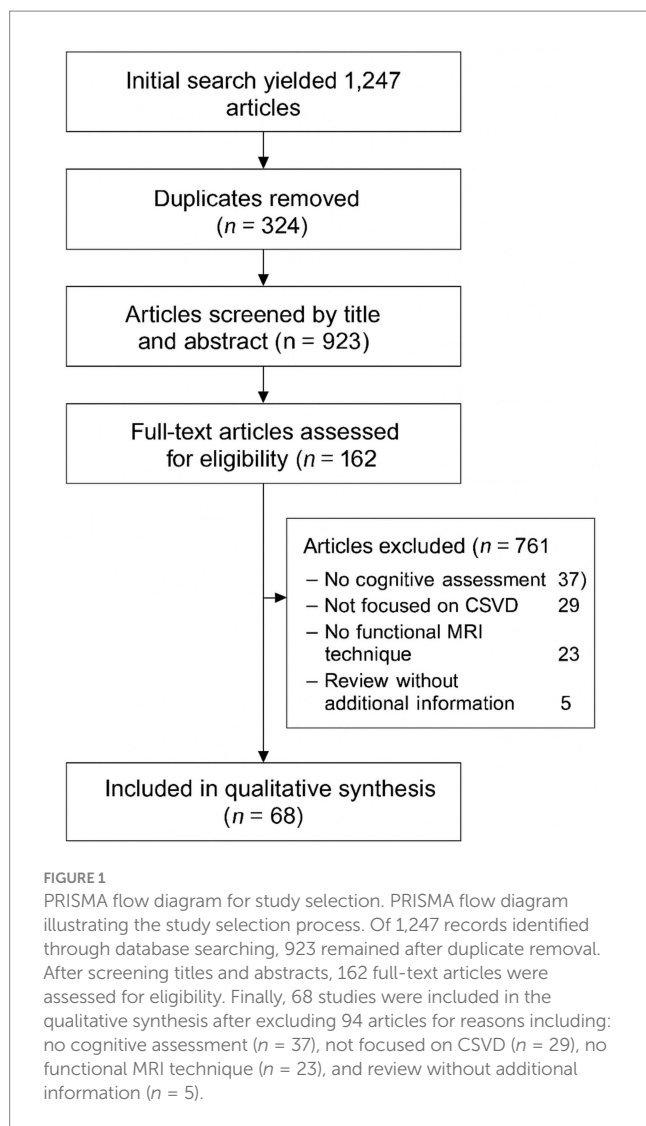 Initial search yielded 1,247
articles
Duplicates removed
(n = 324)
Articles screened by title
and abstract (n = 923)
Full-text articles assessed
for eligibility (n = 162
Articles excluded (n = 761
– No cognitive assessment 37)
– Not focused on CSVD 29
– No functional MRI
technique 23
– Review without
additional information 5
Included in qualitative synthesis
(n = 68)
FIGURE 1
PRISMA flow diagram for study selection. PRISMA flow diagram
illustrating the study selection process. Of 1,247 records identified
through database searching, 923 remained after duplicate removal.
After screening titles and abstracts, 162 full-text articles were
assessed for eligibility. Finally, 68 studies were included in the
qualitative synthesis after excluding 94 articles for reasons including:
no cognitive assessment (n = 37), not focused on CSVD (n = 29), no
functional MRI technique (n = 23), and review without additional
information (n = 5).